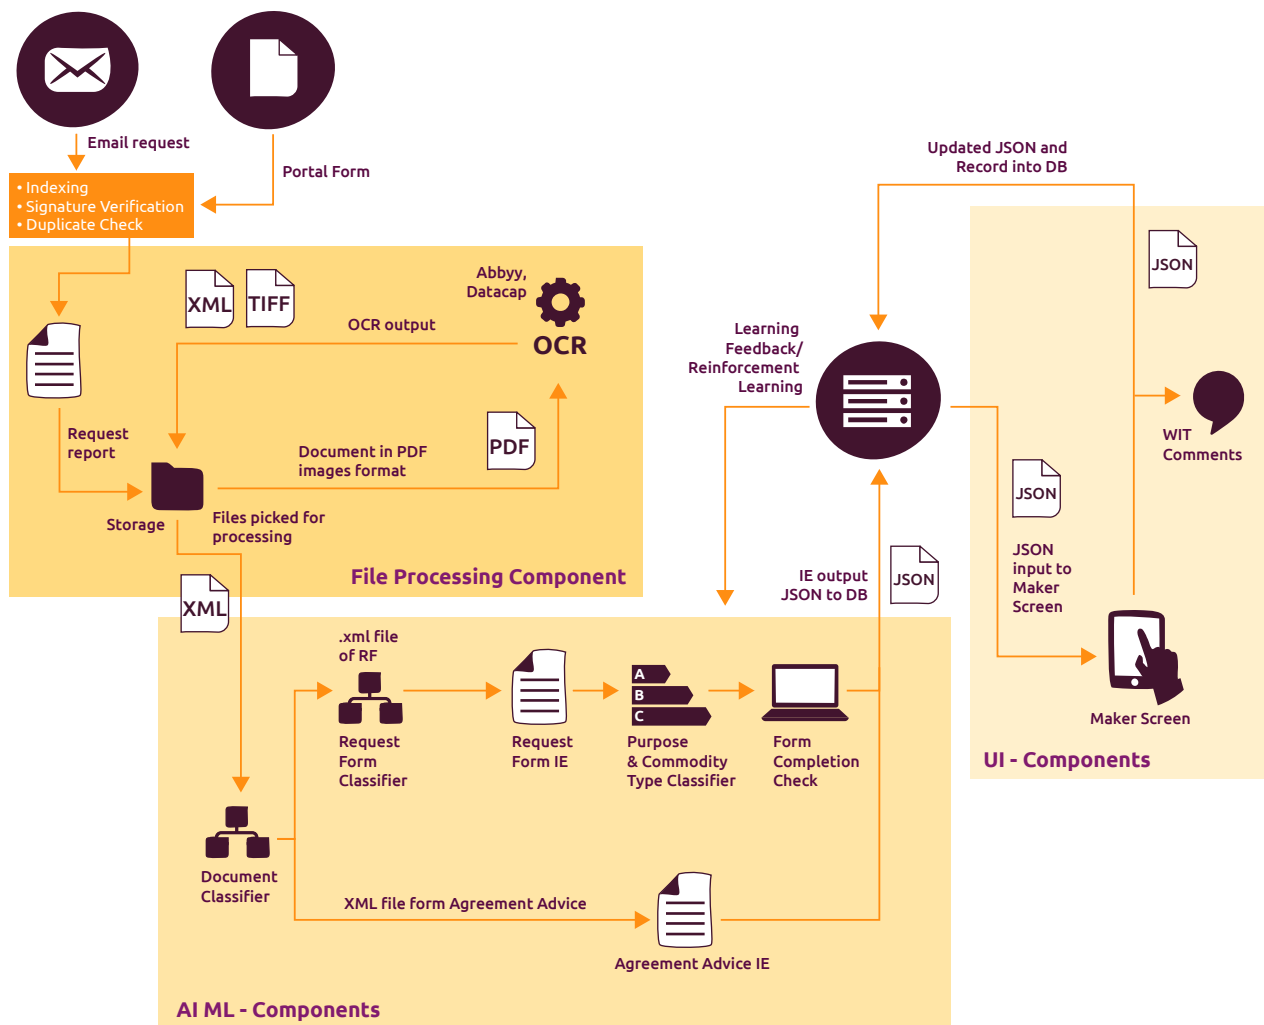 Email request
Portal Form
• Indexing
• Signature Verification
• Duplicate Check
XML
TIFF
Abbyy,
Datacap
OCR output
OCR
Request
report
Document in PDF
images format
PDF
Storage
Files picked for
processing
File Processing Component
XML
.xml file
of RF
Request
Form
Classifier
Request
Form IE
A
B
C
Purpose
& Commodity
Type Classifier
Form
Completion
Check
Document
Classifier
XML file form Agreement Advice
Agreement Advice IE
AI ML - Components
Learning
Feedback/
Reinforcement
Learning
IE output
JSON to DB
JSON
Updated JSON and
Record into DB
JSON
WIT
Comments
JSON
JSON
input to
Maker
Screen
Maker Screen
UI - Components